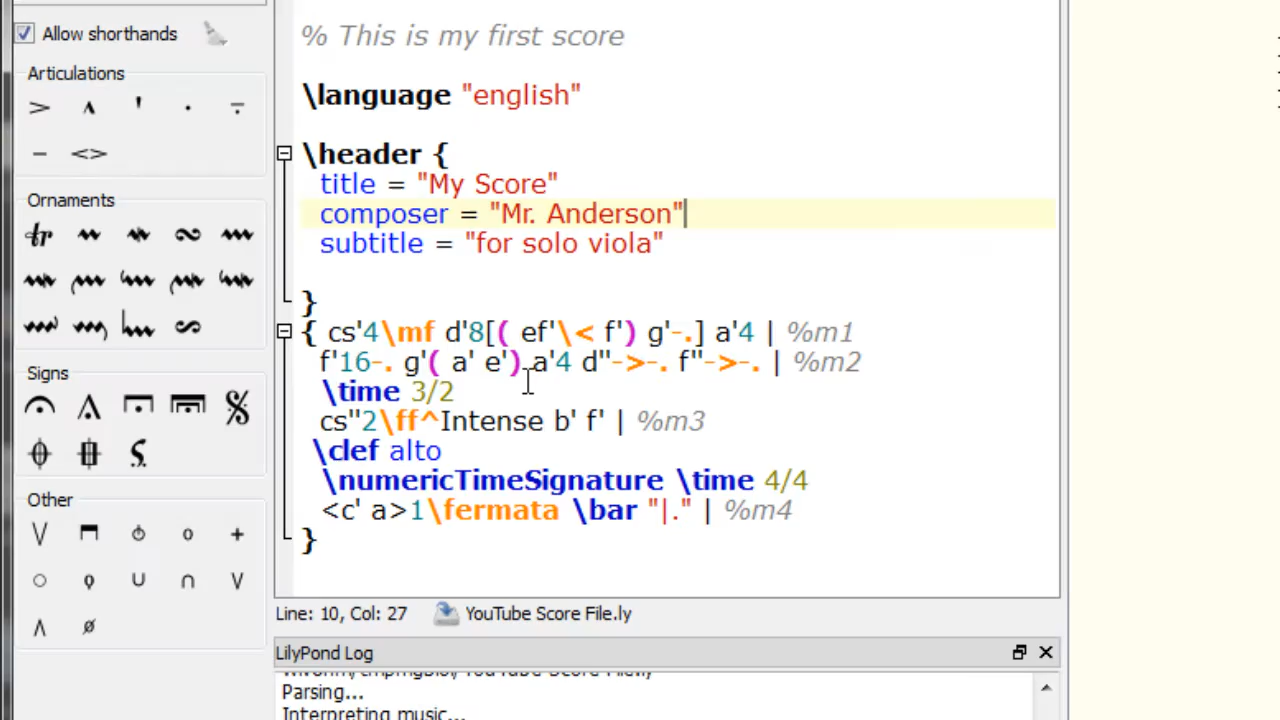 Allow shorthands
Articulations
Ornaments
Signs
Other
% This is my first score
\language "english"
\header {
title = "My Score"
composer = "Mr. Anderson"
subtitle = "for solo viola"
}
{ cs'4\mf d'8[( ef'\< f') g'-.] a'4 | %m1
f'16-. g'( a' e') a'4 d''->-. f''->-. | %m2
\time 3/2
cs''2\ff^Intense b' f' | %m3
\clef alto
\numericTimeSignature \time 4/4
<c' a>1\fermata \bar "|." | %m4
}
Line: 10, Col: 27 YouTube Score File.ly
LilyPond Log
Parsing...
Interpreting music...